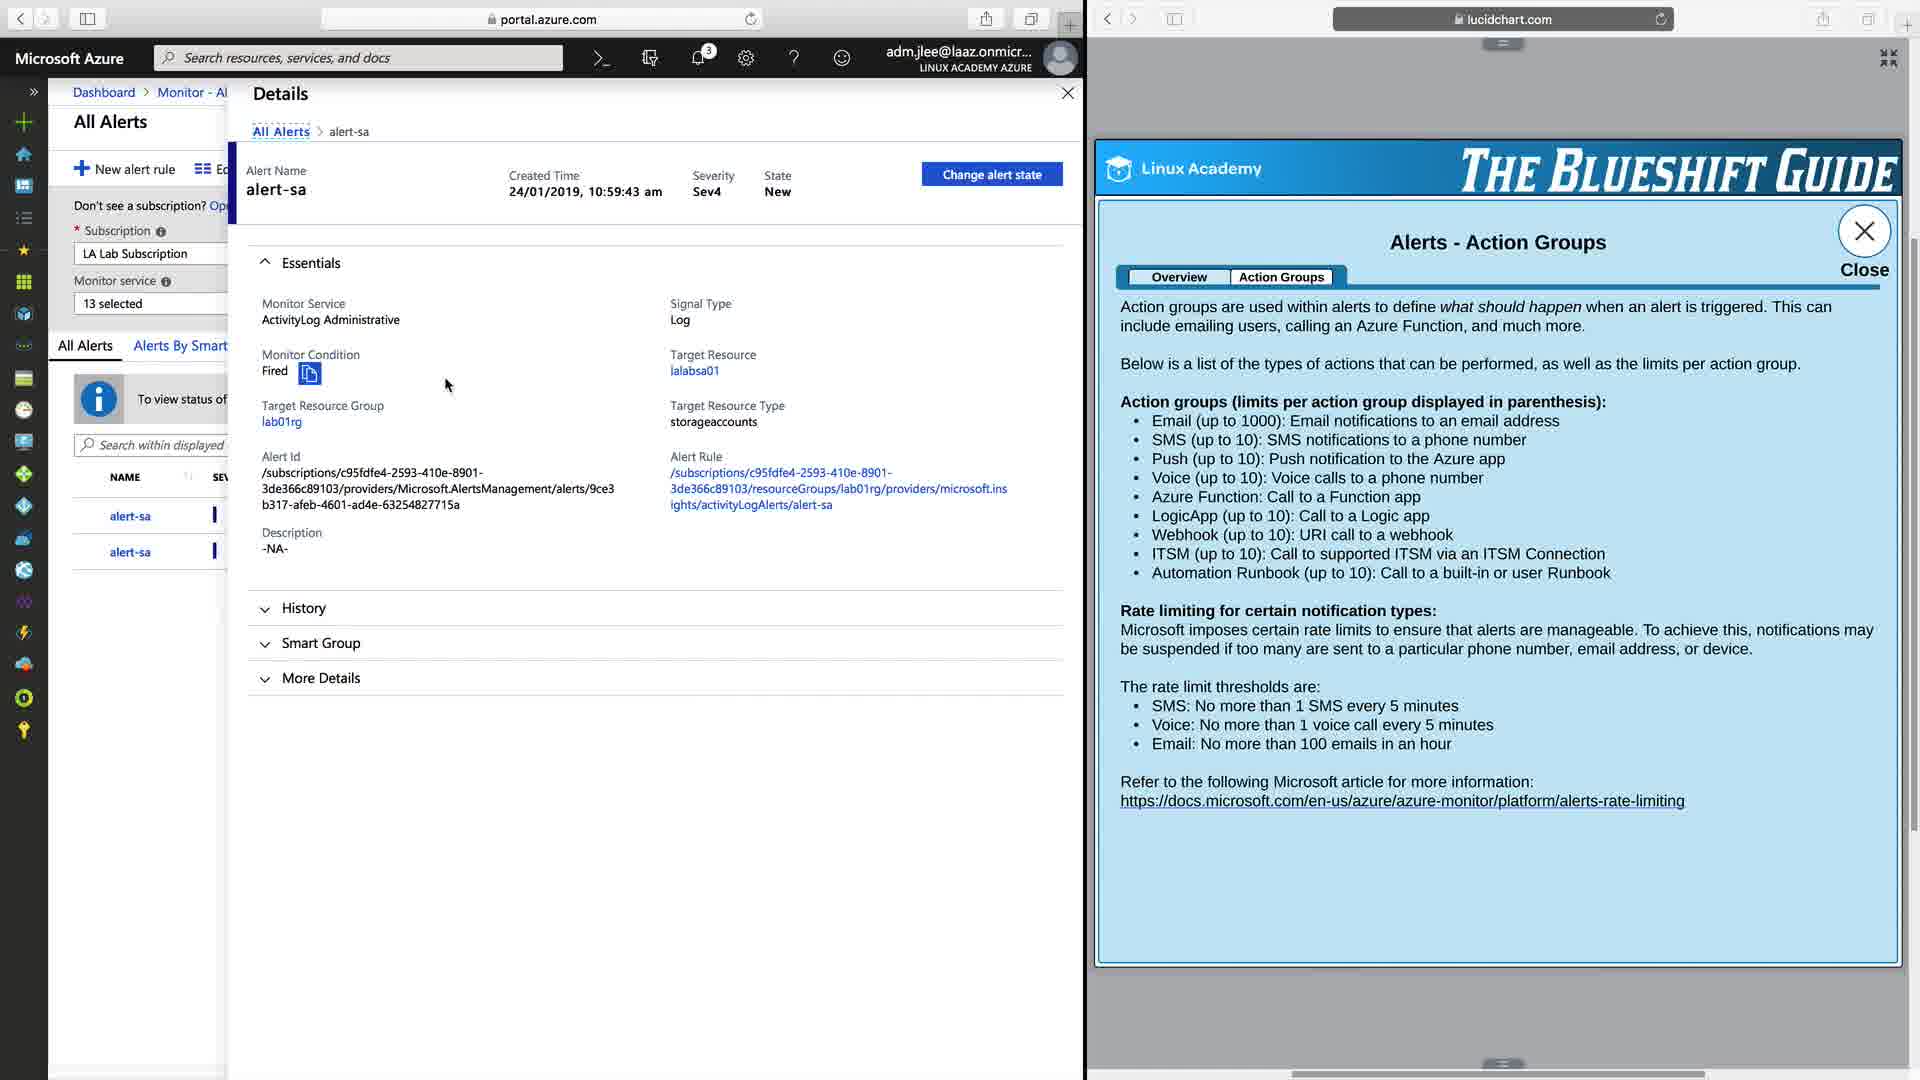 portal.azure.com
lucidchart.com
Microsoft Azure
Search resources, services, and docs
3
adm.jlee@laaz.onmicr...
LINUX ACADEMY AZURE
Dashboard > Monitor - Al
All Alerts
New alert rule
Ed
Don't see a subscription? Op
* Subscription
LA Lab Subscription
Monitor service
13 selected
All Alerts
Alerts By Smart
To view status of
Search within displayed
NAME
SEV
alert-sa
alert-sa
Details
All Alerts > alert-sa
Alert Name
alert-sa
Created Time
24/01/2019, 10:59:43 am
Severity
Sev4
State
New
Change alert state
Essentials
Monitor Service
ActivityLog Administrative
Signal Type
Log
Monitor Condition
Fired
Target Resource
lalabsa01
Target Resource Group
lab01rg
Target Resource Type
storageaccounts
Alert Id
/subscriptions/c95fdfe4-2593-410e-8901-
3de366c89103/providers/Microsoft.AlertsManagement/alerts/9ce3
b317-afeb-4601-ad4e-63254827715a
Alert Rule
/subscriptions/c95fdfe4-2593-410e-8901-
3de366c89103/resourceGroups/lab01rg/providers/microsoft.ins
ights/activityLogAlerts/alert-sa
Description
-NA-
History
Smart Group
More Details
Linux Academy
THE BLUESHIFT GUIDE
Alerts - Action Groups
Close
Overview
Action Groups
Action groups are used within alerts to define what should happen when an alert is triggered. This can
include emailing users, calling an Azure Function, and much more.
Below is a list of the types of actions that can be performed, as well as the limits per action group.
Action groups (limits per action group displayed in parenthesis):
• Email (up to 1000): Email notifications to an email address
• SMS (up to 10): SMS notifications to a phone number
• Push (up to 10): Push notification to the Azure app
• Voice (up to 10): Voice calls to a phone number
• Azure Function: Call to a Function app
• LogicApp (up to 10): Call to a Logic app
• Webhook (up to 10): URI call to a webhook
• ITSM (up to 10): Call to supported ITSM via an ITSM Connection
• Automation Runbook (up to 10): Call to a built-in or user Runbook
Rate limiting for certain notification types:
Microsoft imposes certain rate limits to ensure that alerts are manageable. To achieve this, notifications may
be suspended if too many are sent to a particular phone number, email address, or device.
The rate limit thresholds are:
• SMS: No more than 1 SMS every 5 minutes
• Voice: No more than 1 voice call every 5 minutes
• Email: No more than 100 emails in an hour
Refer to the following Microsoft article for more information:
https://docs.microsoft.com/en-us/azure/azure-monitor/platform/alerts-rate-limiting